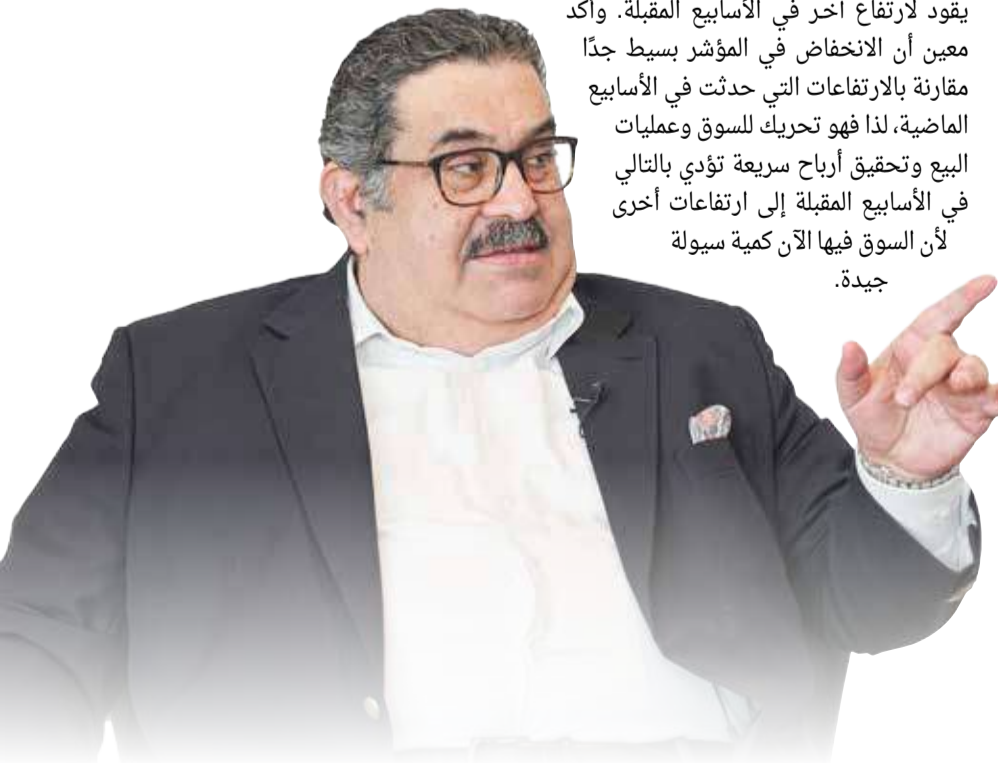 يقود لارتفاع آخر في الأسابيع المقبلة. وأكد
معين أن الانخفاض في المؤشر بسيط جدًا
مقارنة بالارتفاعات التي حدثت في الأسابيع
الماضية، لذا فهو تحريك للسوق وعمليات
البيع وتحقيق أرباح سريعة تؤدي بالتالي
في الأسابيع المقبلة إلى ارتفاعات أخرى
لأن السوق فيها الآن كمية سيولة
جيدة.